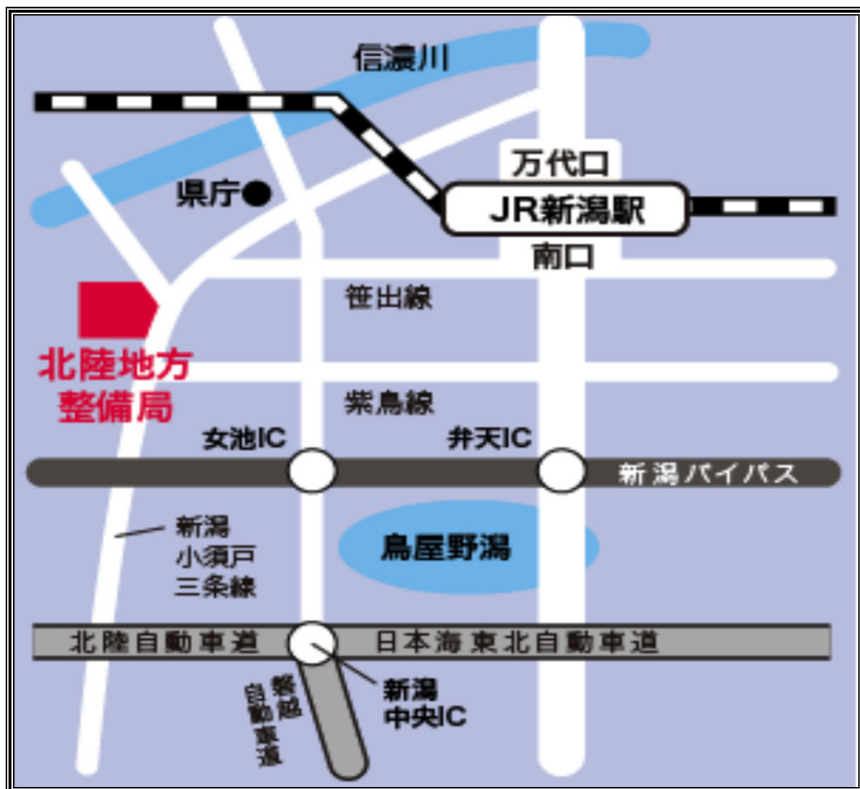 信濃川
万代口
県庁
JR新潟駅
南口
笹出線
北陸地方
整備局
紫鳥線
女池IC
弁天IC
新潟バイパス
新潟
小須戸
三条線
鳥屋野潟
北陸自動車道
日本海東北自動車道
磐越
自動車道
新潟
中央IC